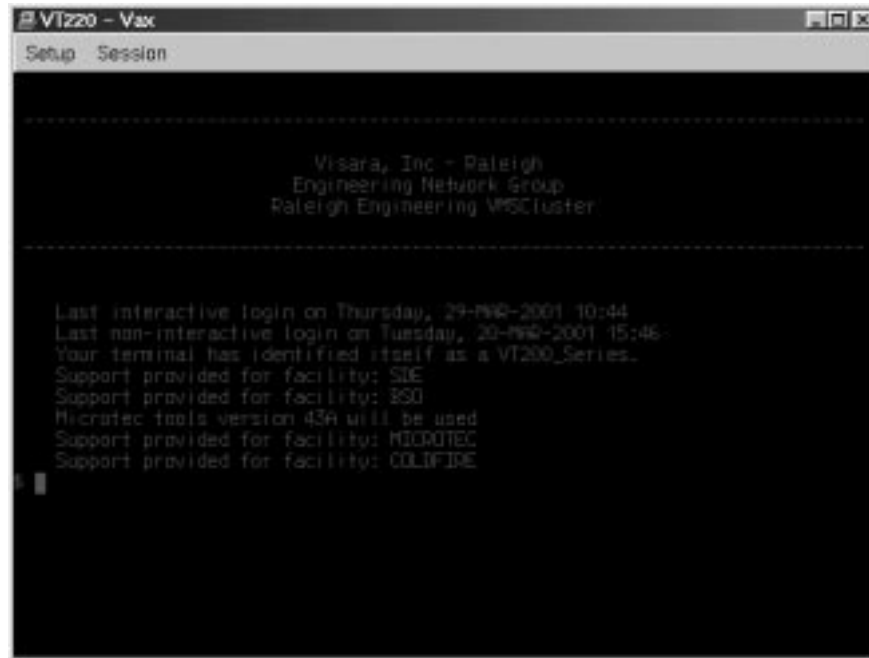 VT220 - Vax
Setup Session
Visara, Inc - Raleigh
Engineering Network Group
Raleigh Engineering VMSCluster
Last interactive login on Thursday, 29-MAR-2001 10:44
Last non-interactive login on Tuesday, 20-MAR-2001 15:46
Your terminal has identified itself as a VT200_Series.
Support provided for facility: SDE
Support provided for facility: BSO
Microtec tools version 43A will be used
Support provided for facility: MICROTEC
Support provided for facility: COLDFIRE
$